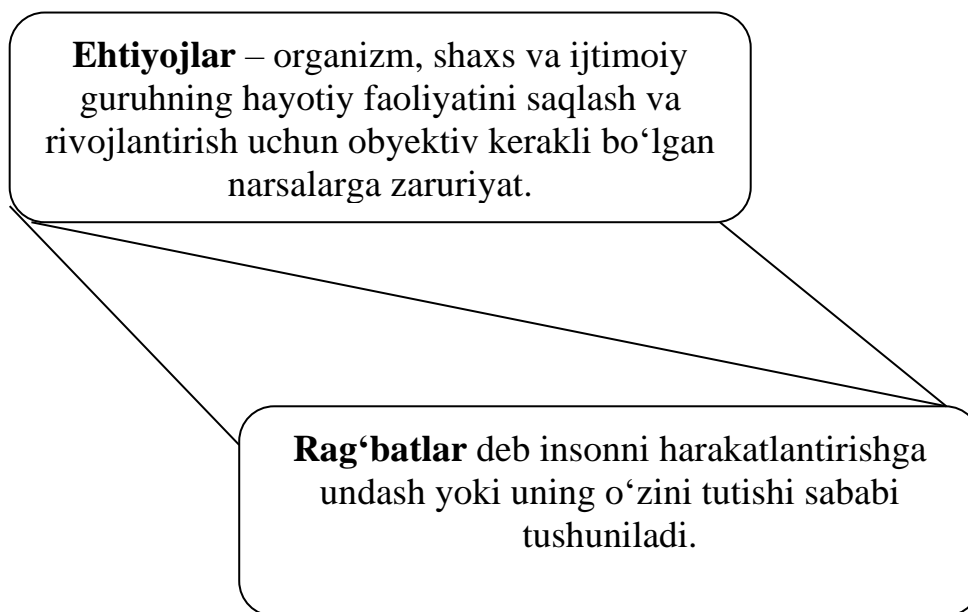 Ehtiyojlar – organizm, shaxs va ijtimoiy
guruhning hayotiy faoliyatini saqlash va
rivojlantirish uchun obyektiv kerakli bo‘lgan
narsalarga zaruriyat.
Rag‘batlar deb insonni harakatlantirishga
undash yoki uning o‘zini tutishi sababi
tushuniladi.